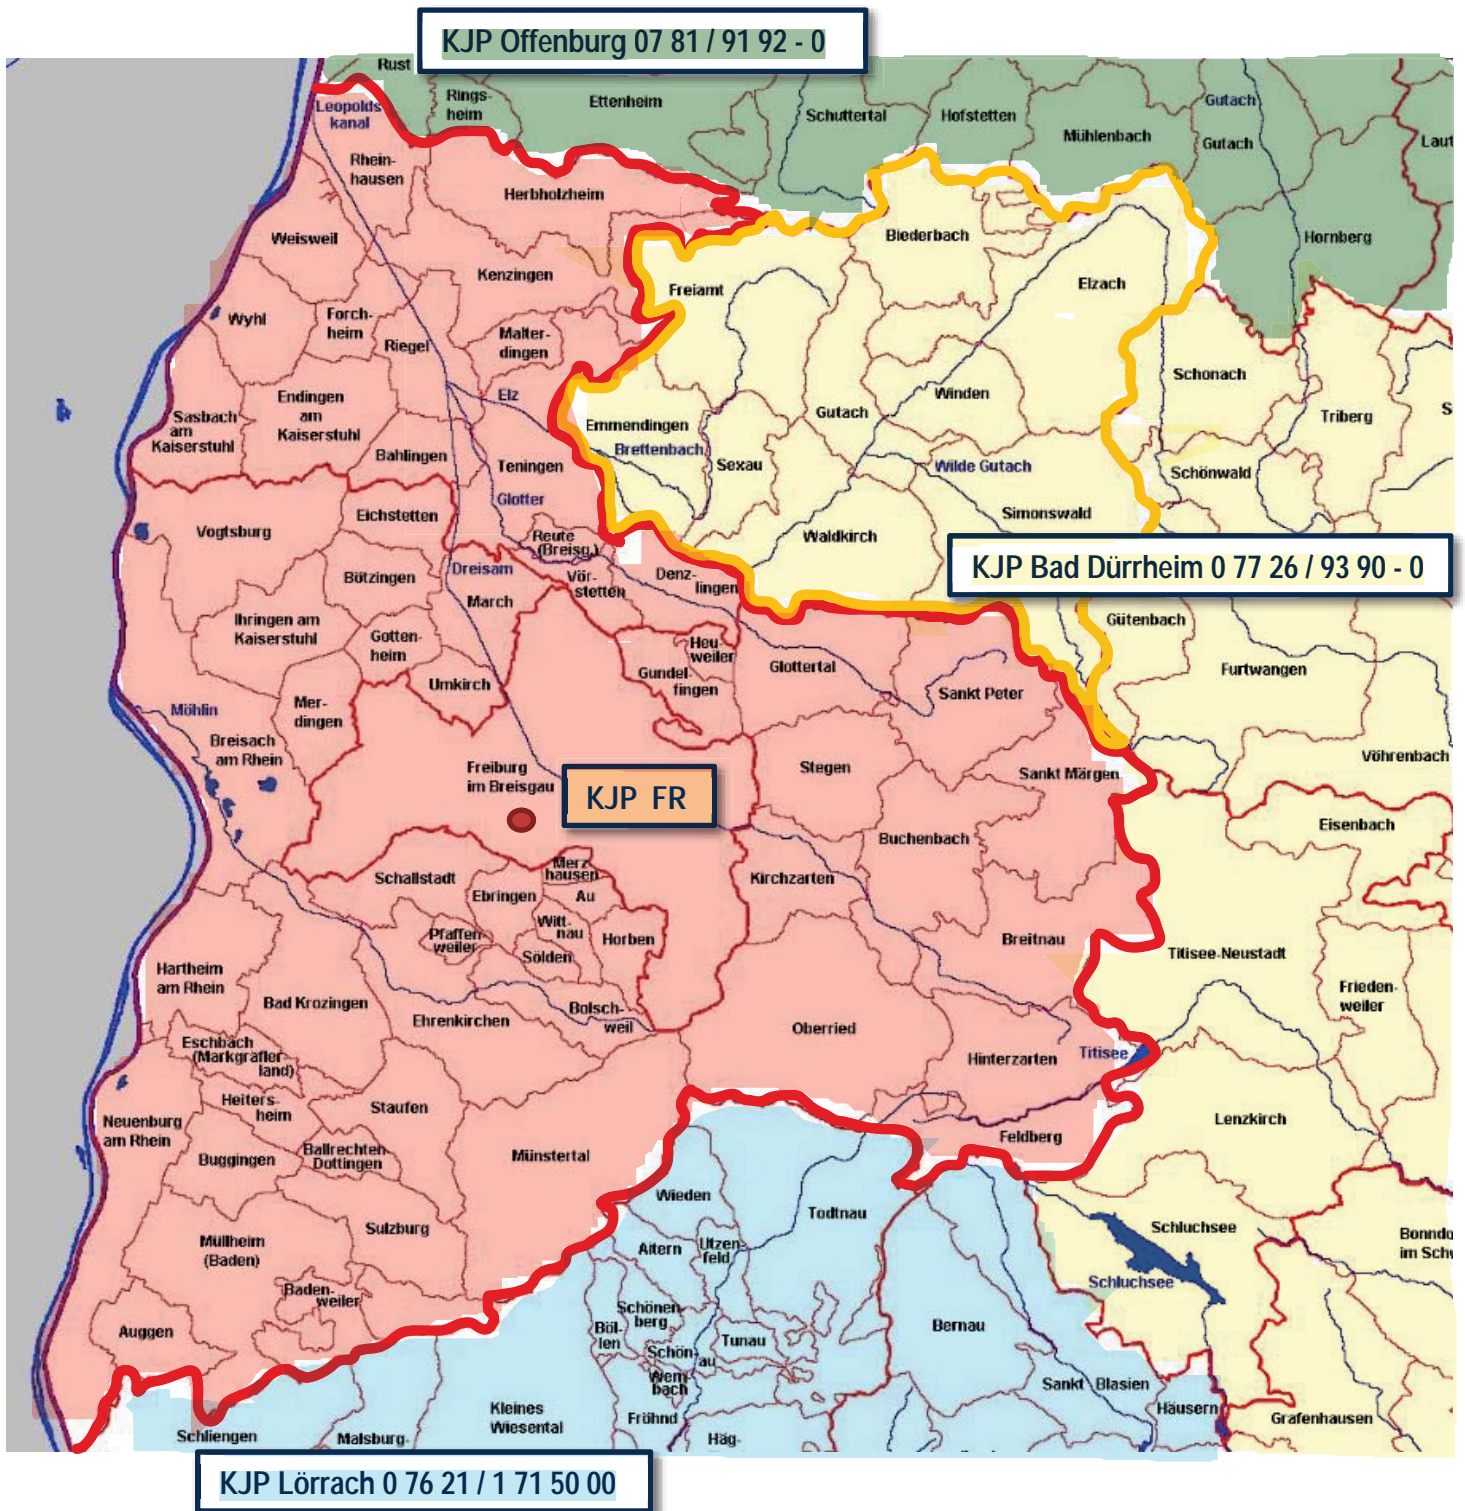 KJP Offenburg 07 81 / 91 92 - 0
Rust
Rings-
heim
Ettenheim
Schuttertal
Hofstetten
Mühlenbach
Gutach
Gutach
Laut
Leopolds
kanal
Rhein-
hausen
Herbholzheim
Weisweil
Kenzingen
Biederbach
Hornberg
Freiamt
Elzach
Wyhl
Forch-
heim
Riegel
Malter-
dingen
Schonach
Triberg
S
Elz
Endingen
am
Kaiserstuhl
Sasbach
am
Kaiserstuhl
Winden
Gutach
Emmendingen
Brettenbach
Bahlingen
Teningen
Sexau
Wilde Gutach
Schönwald
Glotter
Simonswald
Eichstetten
Vogtsburg
Reute
(Breisg.)
Waldkirch
KJP Bad Dürrheim 0 77 26 / 93 90 - 0
Dreisam
Bötzingen
Vör-
stetten
Denz-
lingen
March
Ihringen am
Kaiserstuhl
Gotten-
heim
Heu-
weiler
Gundel-
fingen
Glottertal
Gütenbach
Furtwangen
Umkirch
Sankt Peter
Mer-
dingen
Möhlin
Breisach
am Rhein
Freiburg
im Breisgau
Stegen
Sankt Märgen
Vöhrenbach
KJP FR
Eisenbach
Buchenbach
Schallstadt
Merz
hausen
Ebringen
Au
Kirchzarten
Witt-
nau
Pfaffen-
weiler
Horben
Sölden
Breitnau
Titisee-Neustadt
Hartheim
am Rhein
Bad Krozingen
Ehrenkirchen
Bolsch-
weil
Oberried
Frieden-
weiler
Eschbach
(Markgräfler-
land)
Hinterzarten
Titisee
Heiters-
heim
Staufen
Neuenburg
am Rhein
Lenzkirch
Feldberg
Buggingen
Ballrechten-
Dottingen
Münstertal
Wieden
Todtnau
Schluchsee
Sulzburg
Müllheim
(Baden)
Aitern
Utzen-
feld
Bonndo
im Schw
Schluchsee
Baden-
weiler
Schönen-
berg
Böl-
len
Auggen
Tunau
Bernau
Schön-
au
Wem-
bach
Sankt Blasien
Häusern
Kleines
Wiesental
Fröhnd
Grafenhausen
Schliengen
Malsburg-
Häg-
KJP Lörrach 0 76 21 / 1 71 50 00